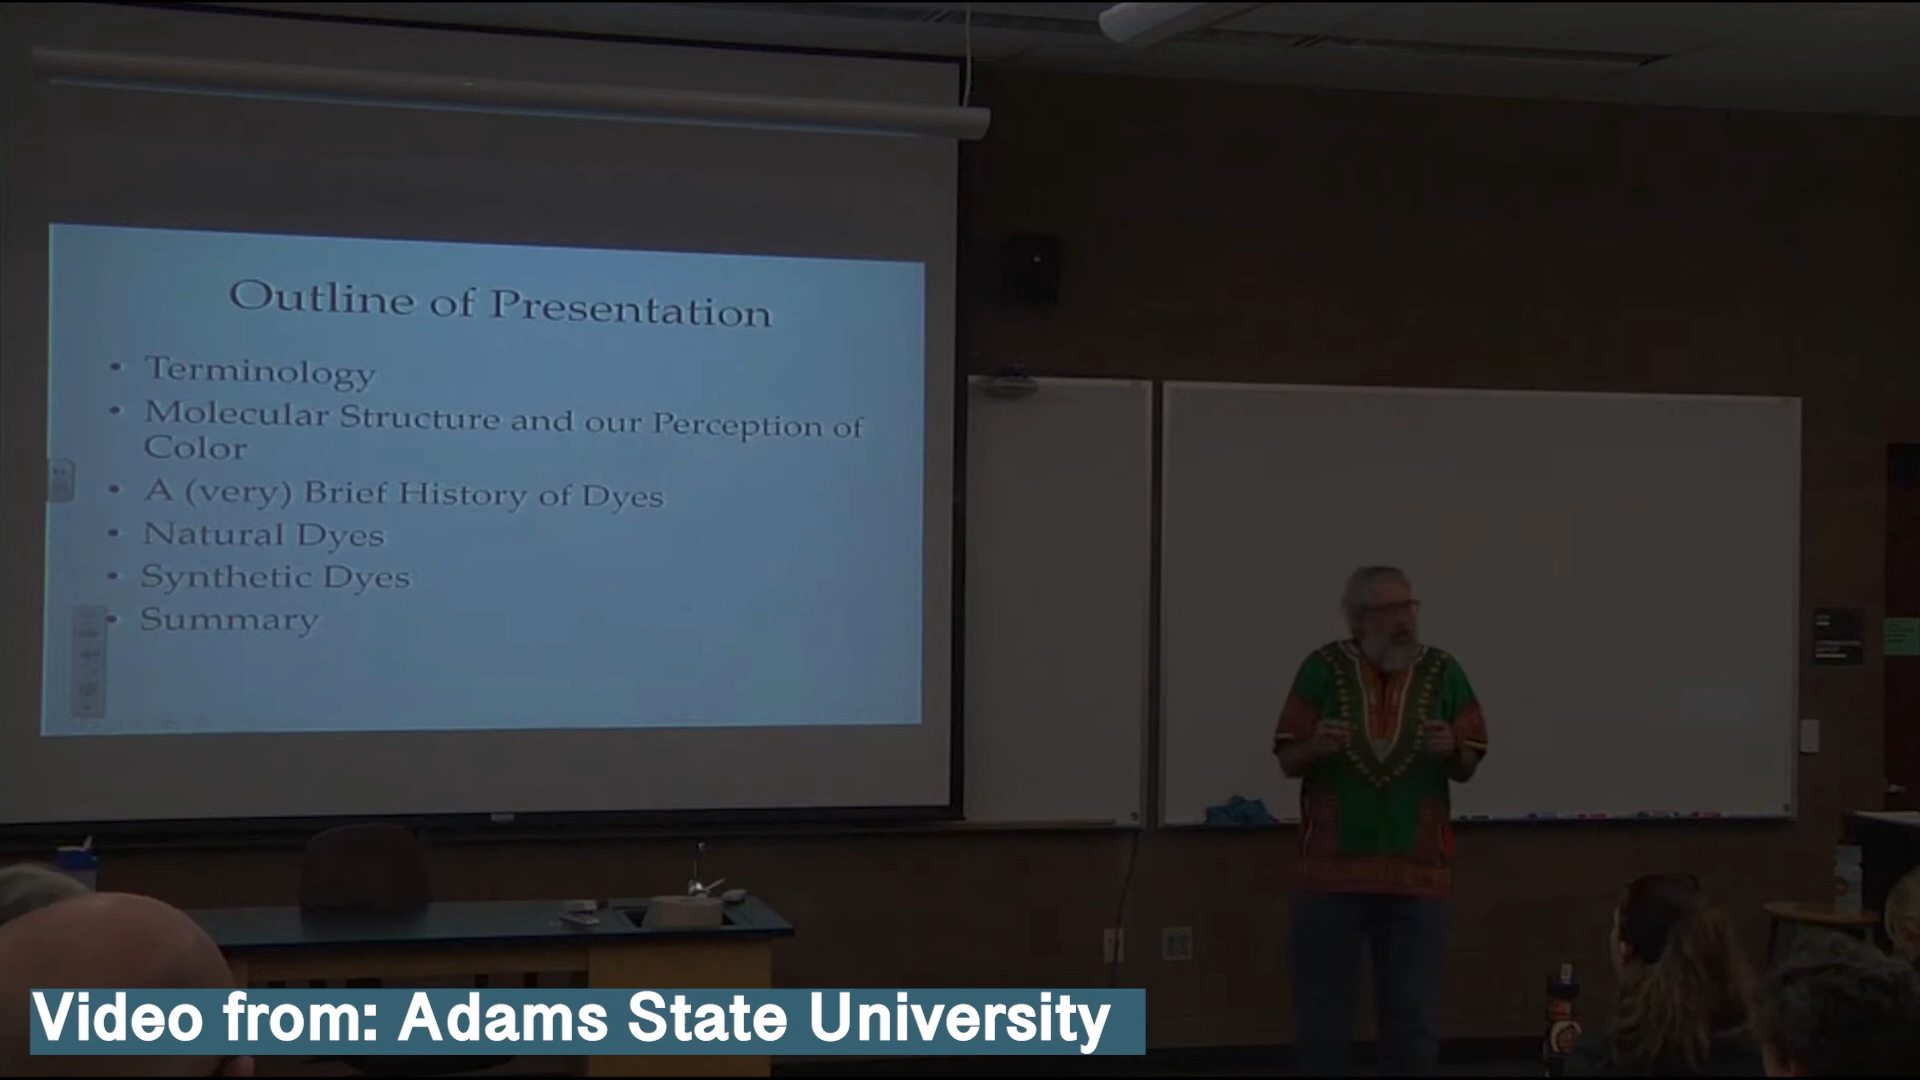 Outline of Presentation
• Terminology
• Molecular Structure and our Perception of
Color
• A (very) Brief History of Dyes
• Natural Dyes
• Synthetic Dyes
• Summary
Video from: Adams State University